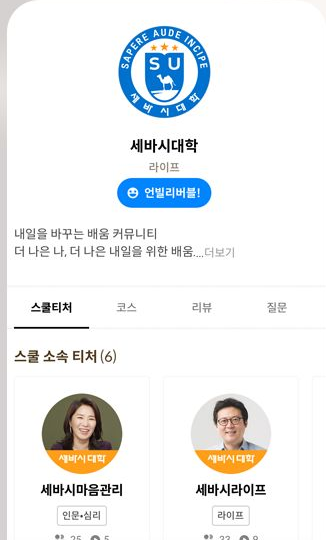 SAPERE AUDE INCIPE
SU
세바시대학
세바시대학
라이프
언빌리버블!
내일을 바꾸는 배움 커뮤니티
더 나은 나, 더 나은 내일을 위한 배움....더보기
스쿨티처 코스 리뷰 질문
스쿨 소속 티처 (6)
세바시대학 세바시대학
세바시마음관리 세바시라이프
인문•심리 라이프
25 5 33 9